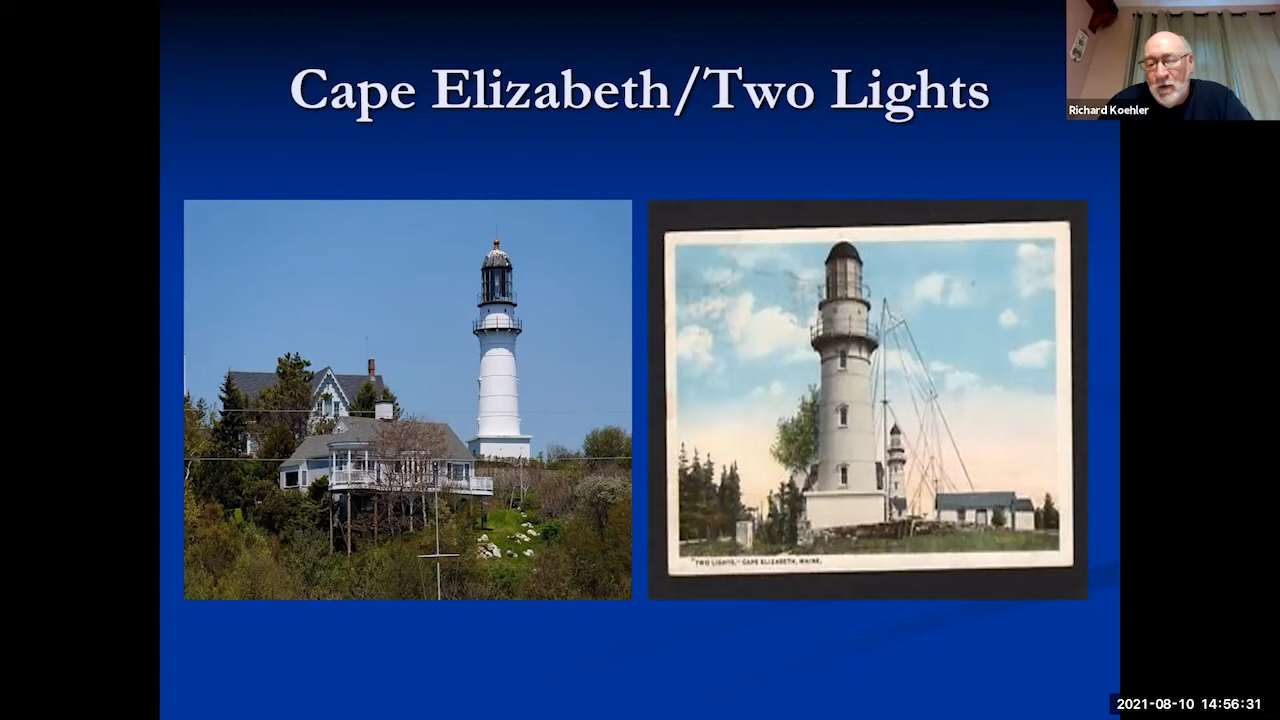 Cape Elizabeth/Two Lights
Richard Koehler
"TWO LIGHTS," CAPE ELIZABETH, MAINE.
2021-08-10 14:56:31